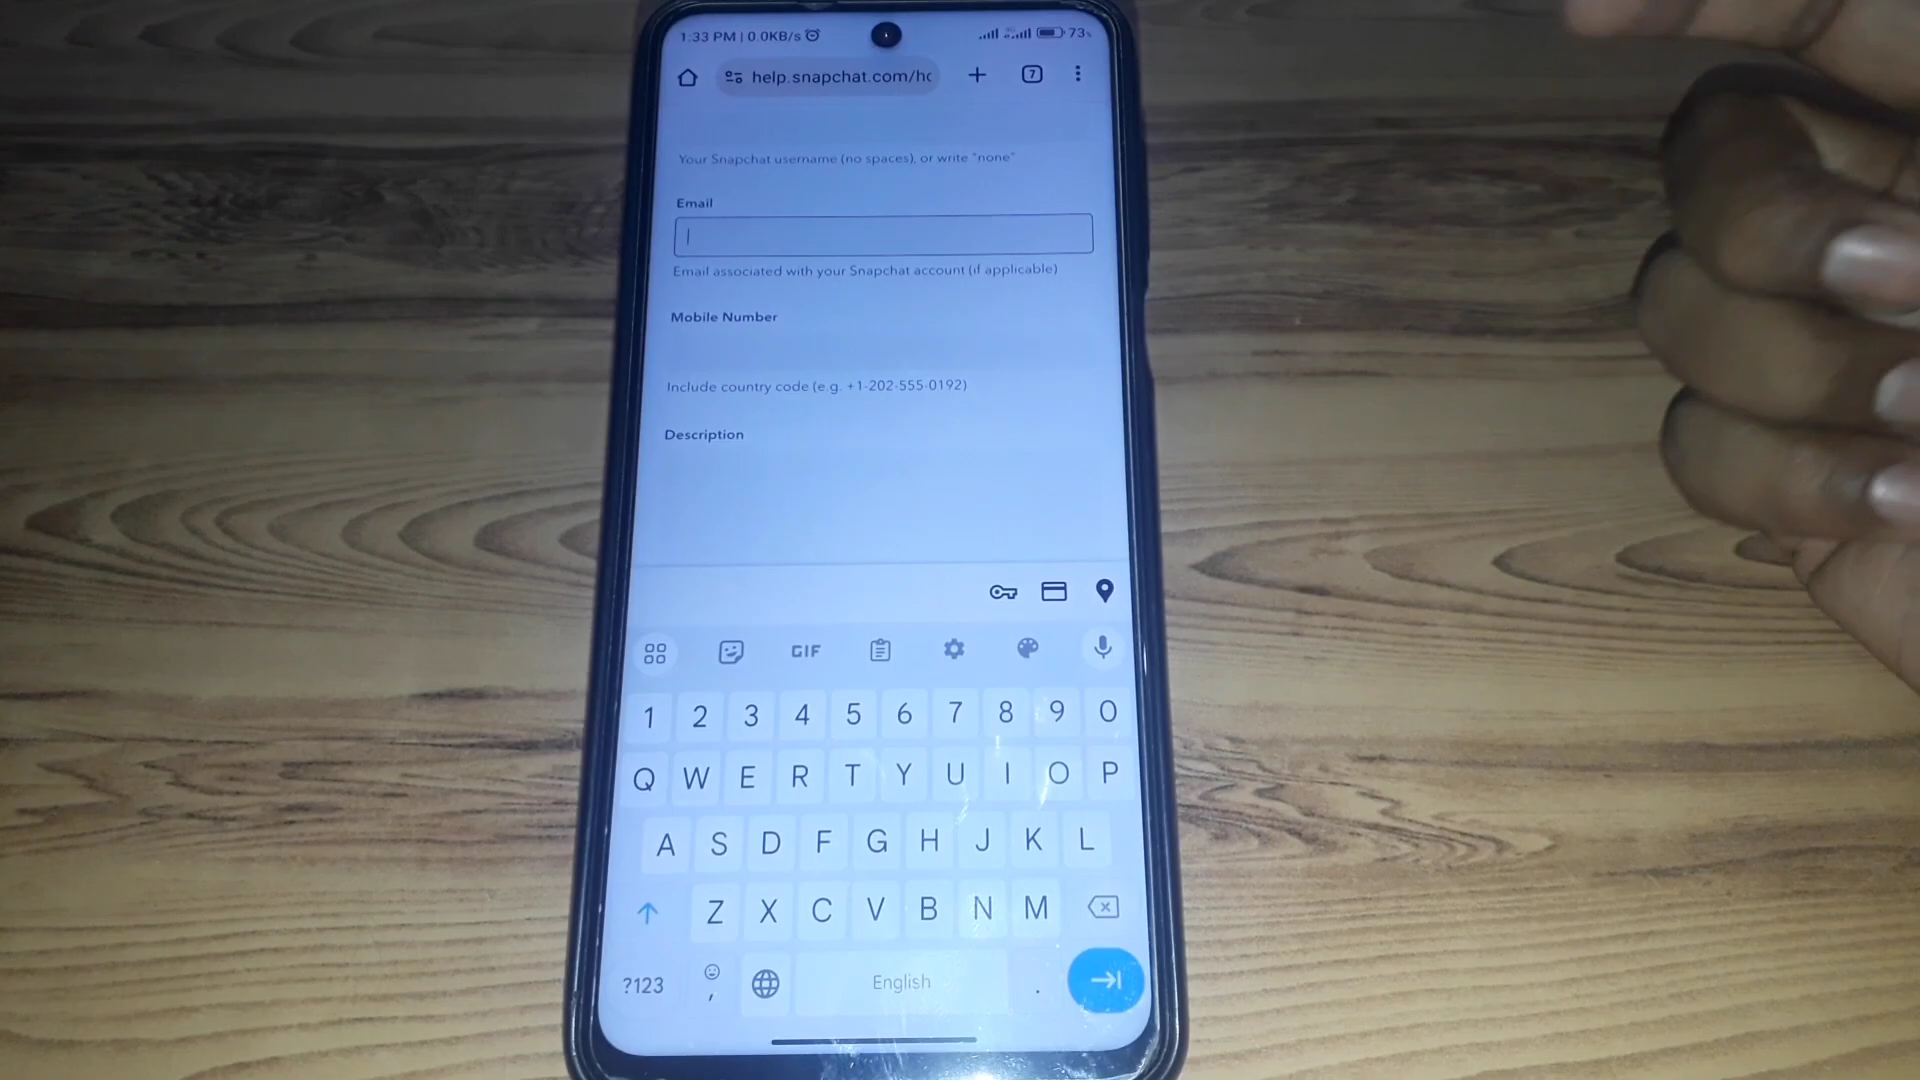 1:33 PM | 0.0KB/s 73%
help.snapchat.com/hc 7
Your Snapchat username (no spaces), or write "none"
Email
Email associated with your Snapchat account (if applicable)
Mobile Number
Include country code (e.g. +1-202-555-0192)
Description
GIF
1 2 3 4 5 6 7 8 9 0
Q W E R T Y U I O P
A S D F G H J K L
Z X C V B N M
?123 , English .